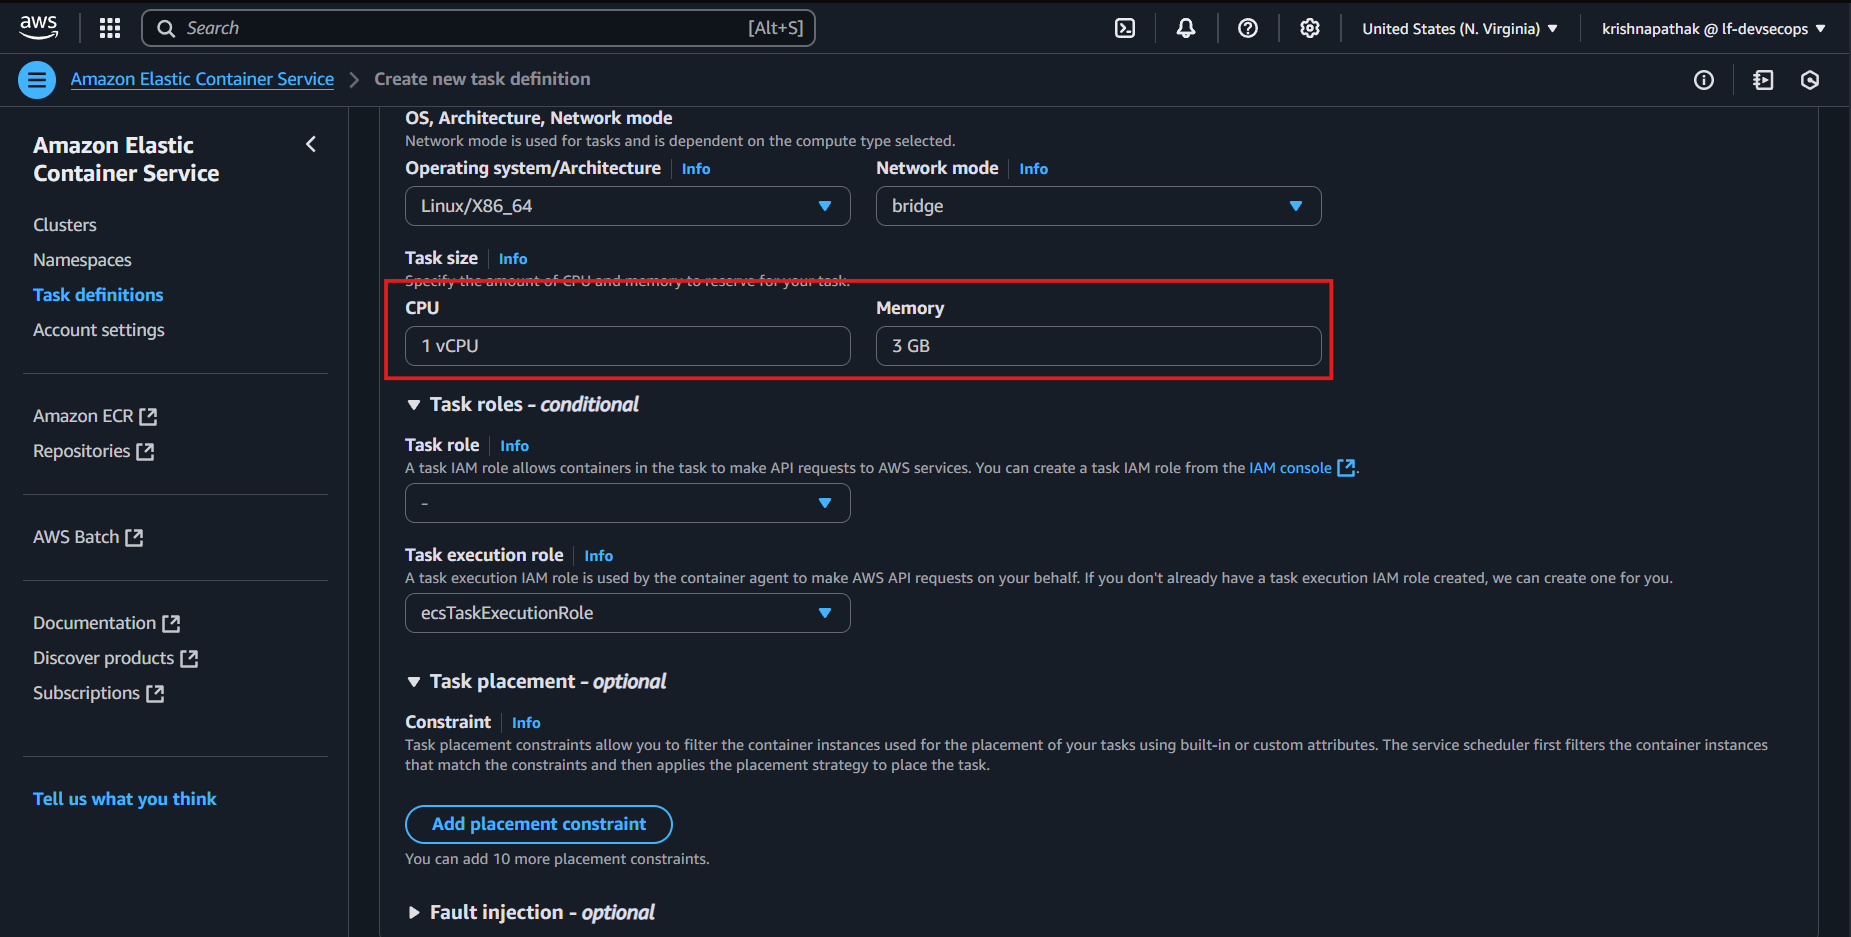 aws
Search [Alt+S]
United States (N. Virginia)
krishnapathak @ lf-devsecops
Amazon Elastic Container Service
Create new task definition
Amazon Elastic
Container Service
Clusters
Namespaces
Task definitions
Account settings
Amazon ECR
Repositories
AWS Batch
Documentation
Discover products
Subscriptions
Tell us what you think
OS, Architecture, Network mode
Network mode is used for tasks and is dependent on the compute type selected.
Operating system/Architecture Info
Network mode Info
Linux/X86_64
bridge
Task size Info
Specify the amount of CPU and memory to reserve for your task.
CPU
Memory
1 vCPU
3 GB
Task roles - conditional
Task role Info
A task IAM role allows containers in the task to make API requests to AWS services. You can create a task IAM role from the IAM console.
-
Task execution role Info
A task execution IAM role is used by the container agent to make AWS API requests on your behalf. If you don't already have a task execution IAM role created, we can create one for you.
ecsTaskExecutionRole
Task placement - optional
Constraint Info
Task placement constraints allow you to filter the container instances used for the placement of your tasks using built-in or custom attributes. The service scheduler first filters the container instances
that match the constraints and then applies the placement strategy to place the task.
Add placement constraint
You can add 10 more placement constraints.
Fault injection - optional